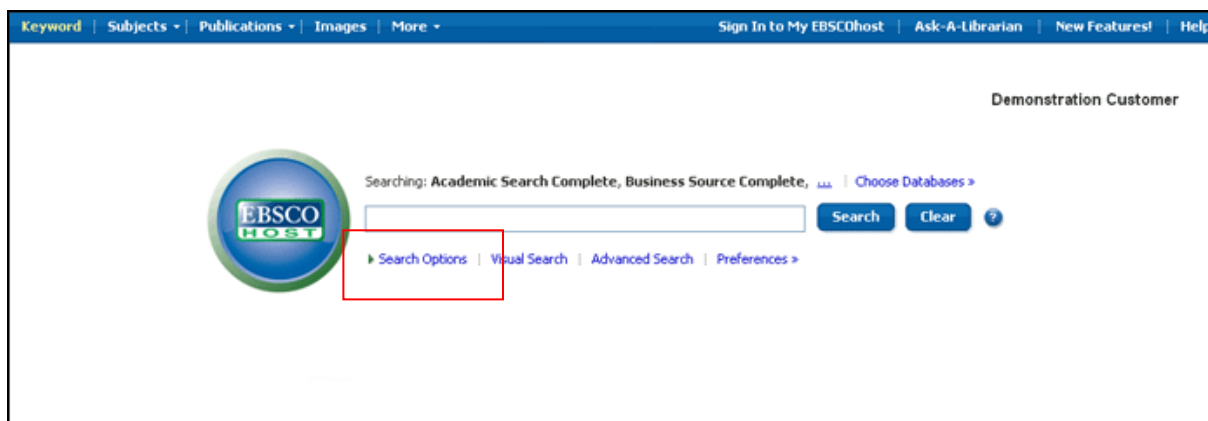 Keyword | Subjects | Publications | Images | More Sign In to My EBSCOhost | Ask-A-Librarian | New Features! | Help
Demonstration Customer
Searching: Academic Search Complete, Business Source Complete, ... | Choose Databases »
EBSCO
HOST
Search Clear ?
Search Options | Visual Search | Advanced Search | Preferences »